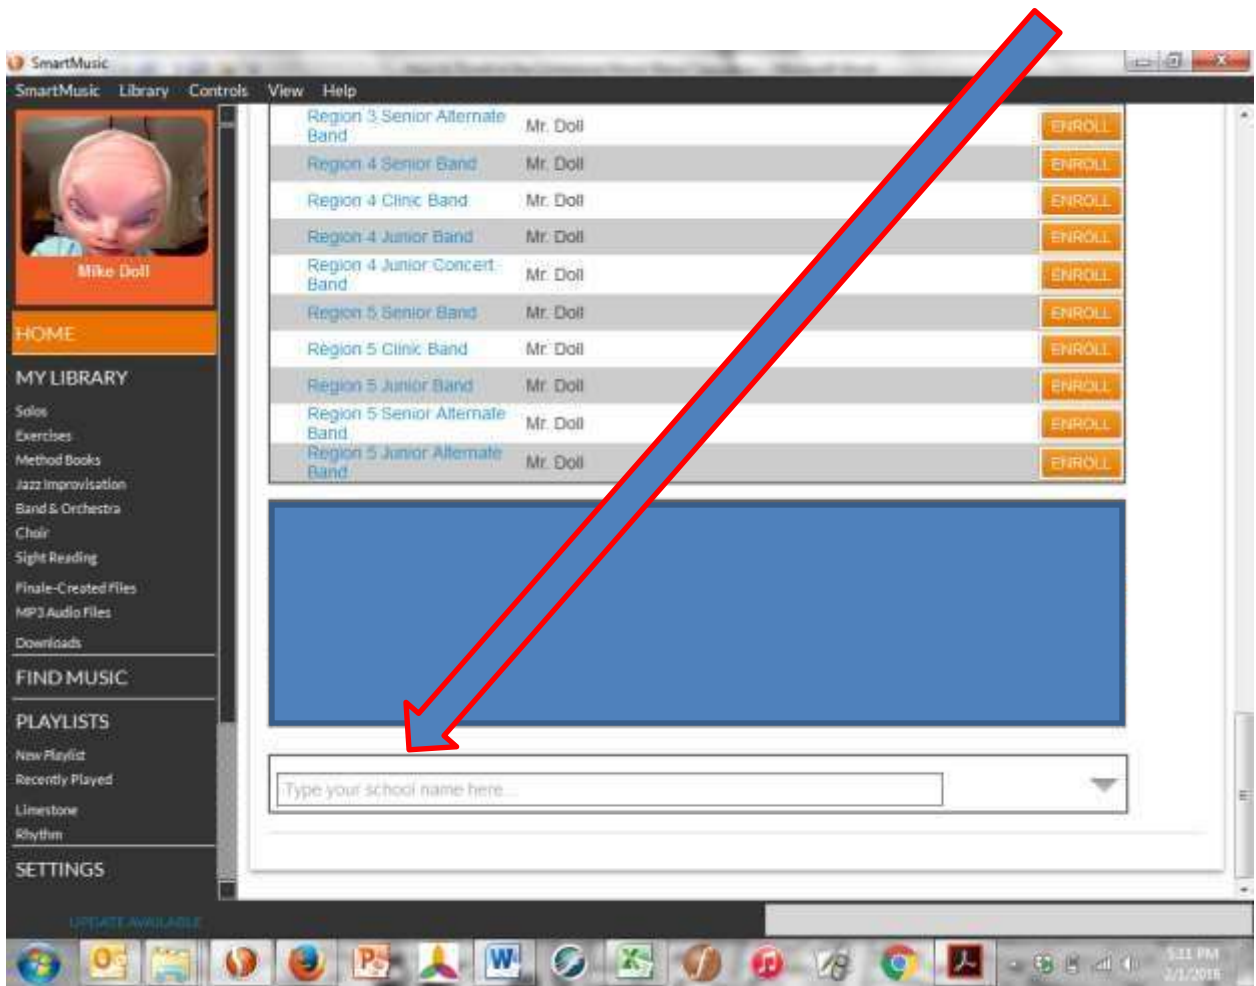 SmartMusic
SmartMusic Library Controls View Help
Mike Doll
HOME
MY LIBRARY
Solos
Exercises
Method Books
Jazz Improvisation
Band & Orchestra
Choir
Sight Reading
Finale-Created Files
MP3 Audio Files
Downloads
FIND MUSIC
PLAYLISTS
New Playlist
Recently Played
Limestone
Rhythm
SETTINGS
UPDATE AVAILABLE
Region 3 Senior Alternate
Band
Mr. Doll ENROLL
Region 4 Senior Band Mr. Doll ENROLL
Region 4 Clinic Band Mr. Doll ENROLL
Region 4 Junior Band Mr. Doll ENROLL
Region 4 Junior Concert
Band
Mr. Doll ENROLL
Region 5 Senior Band Mr. Doll ENROLL
Region 5 Clinic Band Mr. Doll ENROLL
Region 5 Junior Band Mr. Doll ENROLL
Region 5 Senior Alternate
Band
Mr. Doll ENROLL
Region 5 Junior Alternate
Band
Mr. Doll ENROLL
Type your school name here...